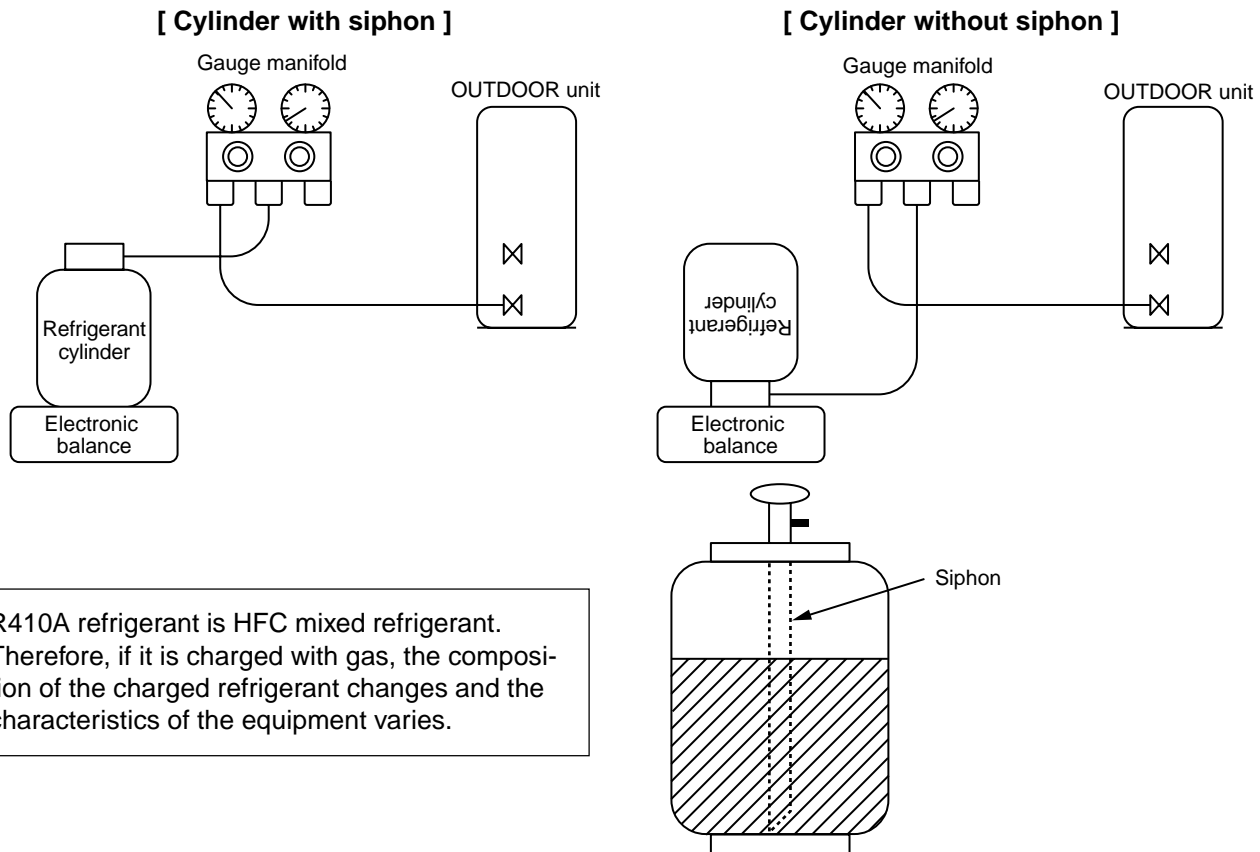 [ Cylinder with siphon ]
Gauge manifold
OUTDOOR unit
Refrigerant
cylinder
Electronic
balance
[ Cylinder without siphon ]
Gauge manifold
OUTDOOR unit
Refrigerant
cylinder
Electronic
balance
Siphon
R410A refrigerant is HFC mixed refrigerant.
Therefore, if it is charged with gas, the composi-
tion of the charged refrigerant changes and the
characteristics of the equipment varies.